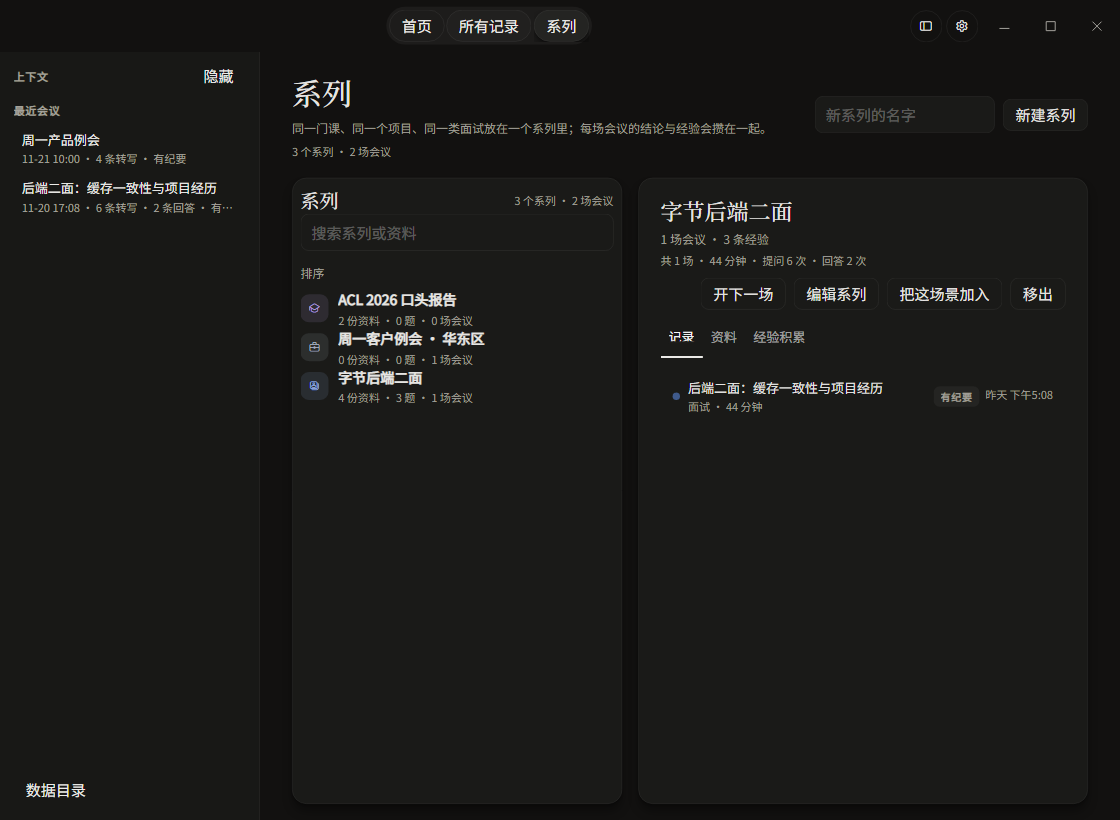 首页 所有记录 系列
上下文 隐藏
最近会议
周一产品例会
11-21 10:00 · 4 条转写 · 有纪要
后端二面：缓存一致性与项目经历
11-20 17:08 · 6 条转写 · 2 条回答 · 有…
数据目录
系列
同一门课、同一个项目、同一类面试放在一个系列里；每场会议的结论与经验会攒在一起。
3 个系列 · 2 场会议
新系列的名字 新建系列
系列 3 个系列 · 2 场会议
搜索系列或资料
排序
ACL 2026 口头报告
2 份资料 · 0 题 · 0 场会议
周一客户例会 · 华东区
0 份资料 · 0 题 · 1 场会议
字节后端二面
4 份资料 · 3 题 · 1 场会议
字节后端二面
1 场会议 · 3 条经验
共 1 场 · 44 分钟 · 提问 6 次 · 回答 2 次
开下一场 编辑系列 把这场景加入 移出
记录 资料 经验积累
后端二面：缓存一致性与项目经历
面试 · 44 分钟
有纪要 昨天 下午5:08